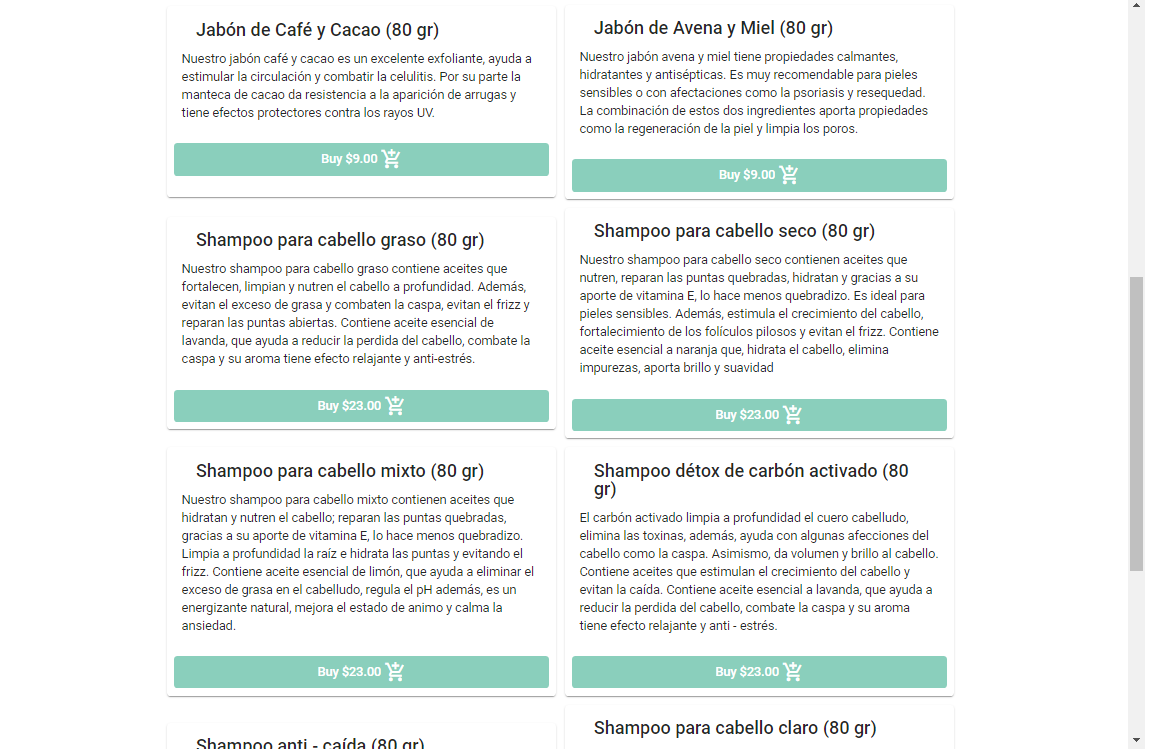 Jabón de Café y Cacao (80 gr)
Nuestro jabón café y cacao es un excelente exfoliante, ayuda a
estimular la circulación y combatir la celulitis. Por su parte la
manteca de cacao da resistencia a la aparición de arrugas y
tiene efectos protectores contra los rayos UV.
Buy $9.00
Jabón de Avena y Miel (80 gr)
Nuestro jabón avena y miel tiene propiedades calmantes,
hidratantes y antisépticas. Es muy recomendable para pieles
sensibles o con afectaciones como la psoriasis y resequedad.
La combinación de estos dos ingredientes aporta propiedades
como la regeneración de la piel y limpia los poros.
Buy $9.00
Shampoo para cabello graso (80 gr)
Nuestro shampoo para cabello graso contiene aceites que
fortalecen, limpian y nutren el cabello a profundidad. Además,
evitan el exceso de grasa y combaten la caspa, evitan el frizz y
reparan las puntas abiertas. Contiene aceite esencial de
lavanda, que ayuda a reducir la perdida del cabello, combate la
caspa y su aroma tiene efecto relajante y anti-estrés.
Buy $23.00
Shampoo para cabello seco (80 gr)
Nuestro shampoo para cabello seco contienen aceites que
nutren, reparan las puntas quebradas, hidratan y gracias a su
aporte de vitamina E, lo hace menos quebradizo. Es ideal para
pieles sensibles. Además, estimula el crecimiento del cabello,
fortalecimiento de los folículos pilosos y evitan el frizz. Contiene
aceite esencial a naranja que, hidrata el cabello, elimina
impurezas, aporta brillo y suavidad
Buy $23.00
Shampoo para cabello mixto (80 gr)
Nuestro shampoo para cabello mixto contienen aceites que
hidratan y nutren el cabello; reparan las puntas quebradas,
gracias a su aporte de vitamina E, lo hace menos quebradizo.
Limpia a profundidad la raíz e hidrata las puntas y evitando el
frizz. Contiene aceite esencial de limón, que ayuda a eliminar el
exceso de grasa en el cabelludo, regula el pH además, es un
energizante natural, mejora el estado de animo y calma la
ansiedad.
Buy $23.00
Shampoo détox de carbón activado (80
gr)
El carbón activado limpia a profundidad el cuero cabelludo,
elimina las toxinas, además, ayuda con algunas afecciones del
cabello como la caspa. Asimismo, da volumen y brillo al cabello.
Contiene aceites que estimulan el crecimiento del cabello y
evitan la caída. Contiene aceite esencial a lavanda, que ayuda a
reducir la perdida del cabello, combate la caspa y su aroma
tiene efecto relajante y anti - estrés.
Buy $23.00
Shampoo anti - caída (80 gr)
Shampoo para cabello claro (80 gr)